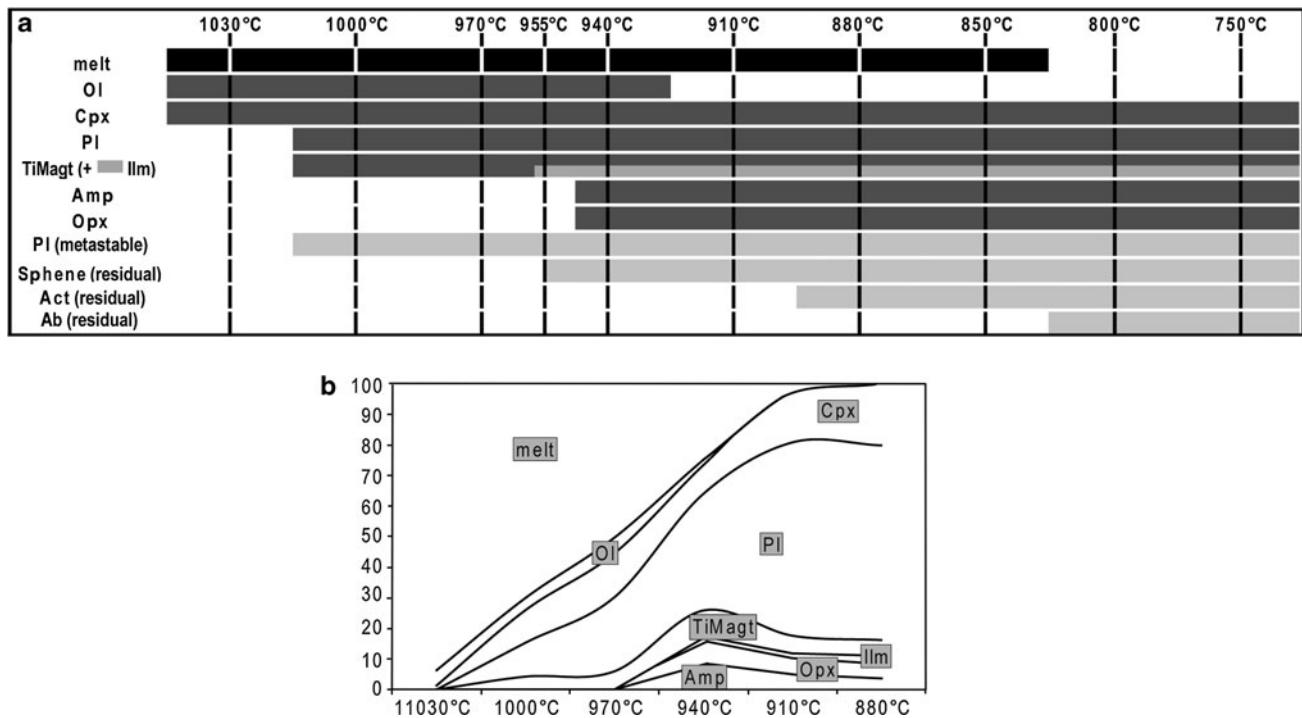 a
1030°C 1000°C 970°C 955°C 940°C 910°C 880°C 850°C 800°C 750°C
melt
Ol
Cpx
Pl
TiMagt (+ Ilm)
Amp
Opx
Pl (metastable)
Sphene (residual)
Act (residual)
Ab (residual)
b
100
90
80
70
60
50
40
30
20
10
0
melt
Cpx
Ol
Pl
TiMagt
Ilm
Opx
Amp
11030°C 1000°C 970°C 940°C 910°C 880°C